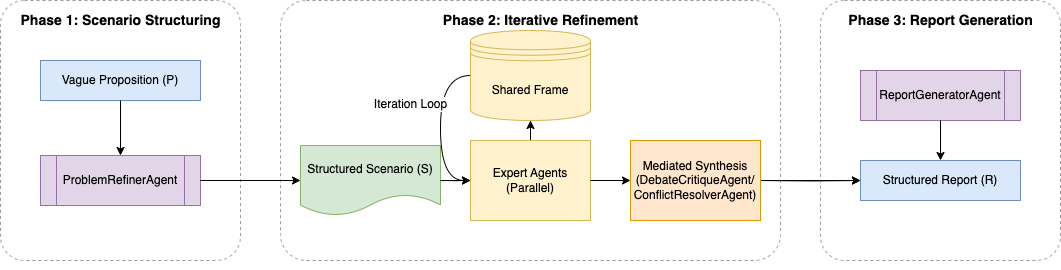 Phase 1: Scenario Structuring
Vague Proposition (P)
ProblemRefinerAgent
Phase 2: Iterative Refinement
Shared Frame
Iteration Loop
Structured Scenario (S)
Expert Agents
(Parallel)
Mediated Synthesis
(DebateCritiqueAgent/
ConflictResolverAgent)
Phase 3: Report Generation
ReportGeneratorAgent
Structured Report (R)